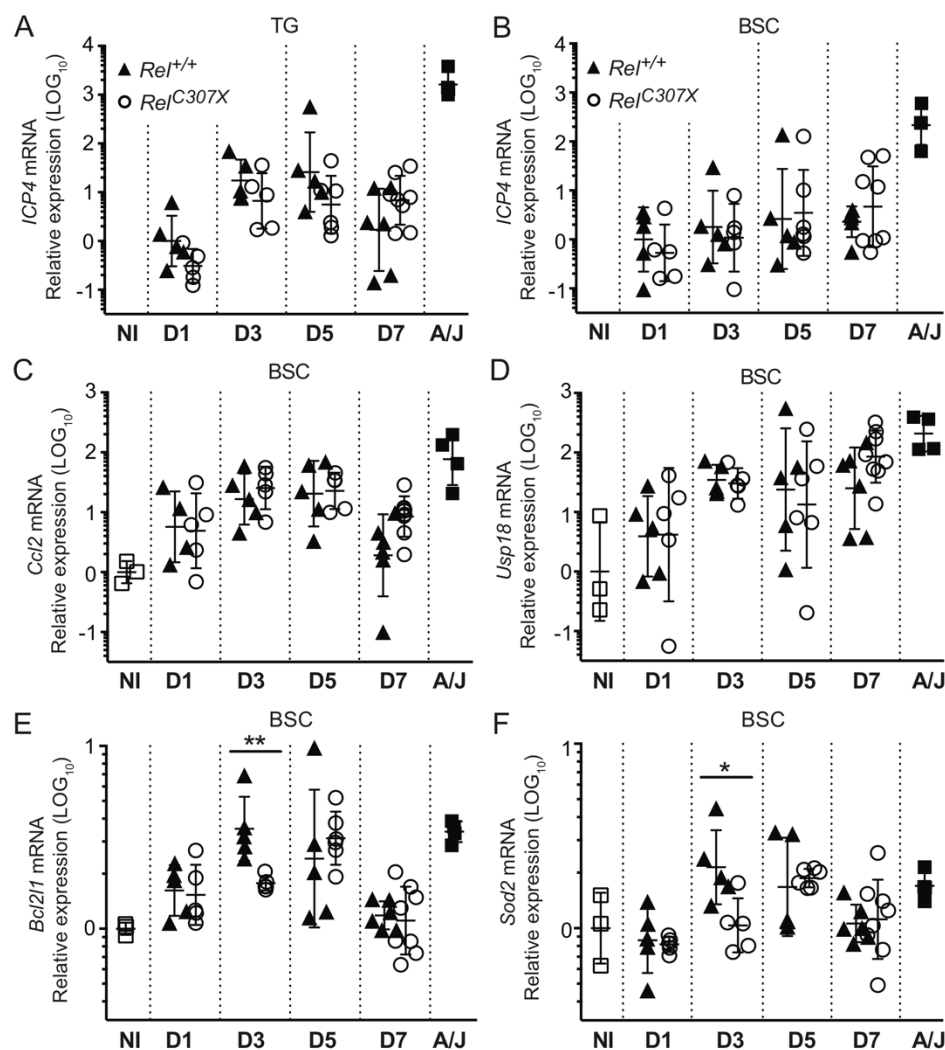 A
TG
ICP4 mRNA
Relative expression (LOG10)
4
3
2
1
0
-1
Rel+/+
RelC307X
NI D1 D3 D5 D7 A/J
B
BSC
ICP4 mRNA
Relative expression (LOG10)
4
3
2
1
0
-1
Rel+/+
RelC307X
NI D1 D3 D5 D7 A/J
C
BSC
Ccl2 mRNA
Relative expression (LOG10)
3
2
1
0
-1
NI D1 D3 D5 D7 A/J
D
BSC
Usp18 mRNA
Relative expression (LOG10)
3
2
1
0
-1
NI D1 D3 D5 D7 A/J
E
BSC
Bcl2l1 mRNA
Relative expression (LOG10)
1
0
**
NI D1 D3 D5 D7 A/J
F
BSC
Sod2 mRNA
Relative expression (LOG10)
1
0
*
NI D1 D3 D5 D7 A/J